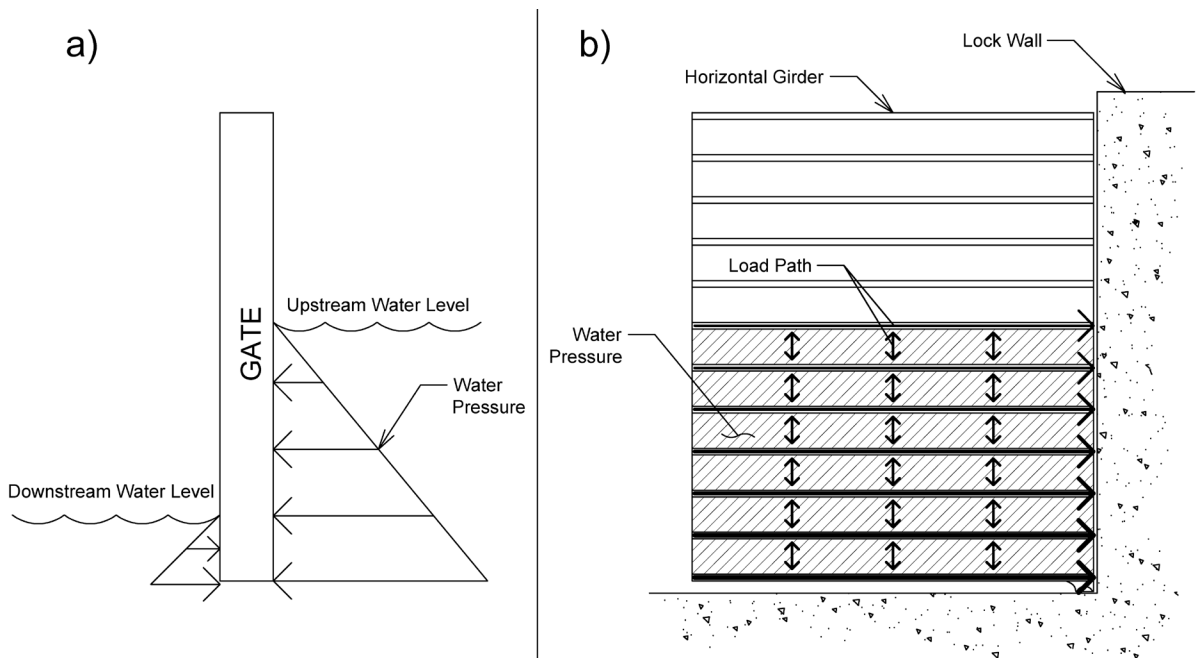 a)
GATE
Upstream Water Level
Water
Pressure
Downstream Water Level
b)
Lock Wall
Horizontal Girder
Load Path
Water
Pressure